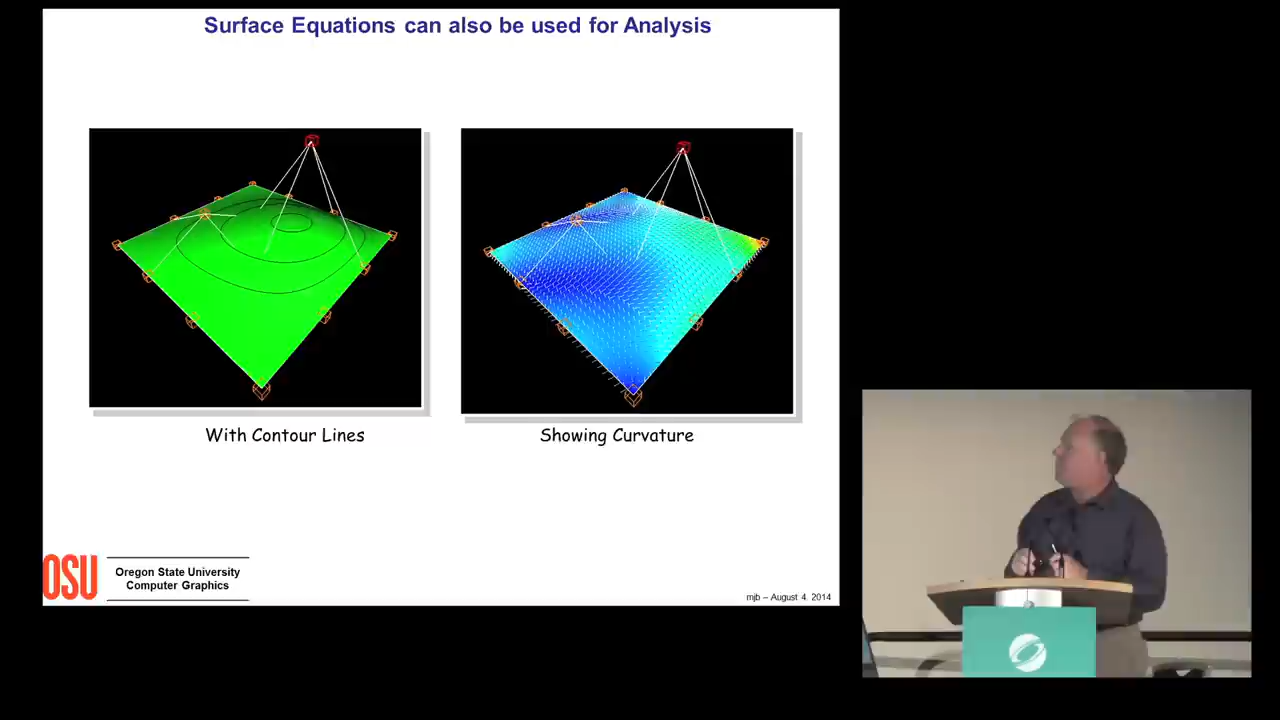 Surface Equations can also be used for Analysis
With Contour Lines
Showing Curvature
OSU
Oregon State University
Computer Graphics
mjb – August 4, 2014